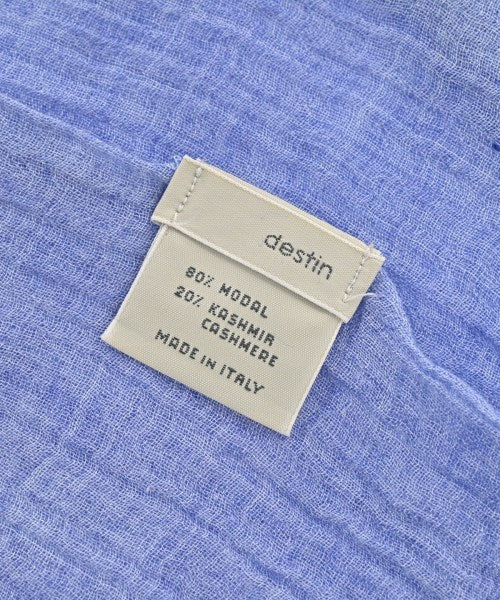 destin
80% MODAL
20% KASHMIR
CASHMERE
MADE IN ITALY